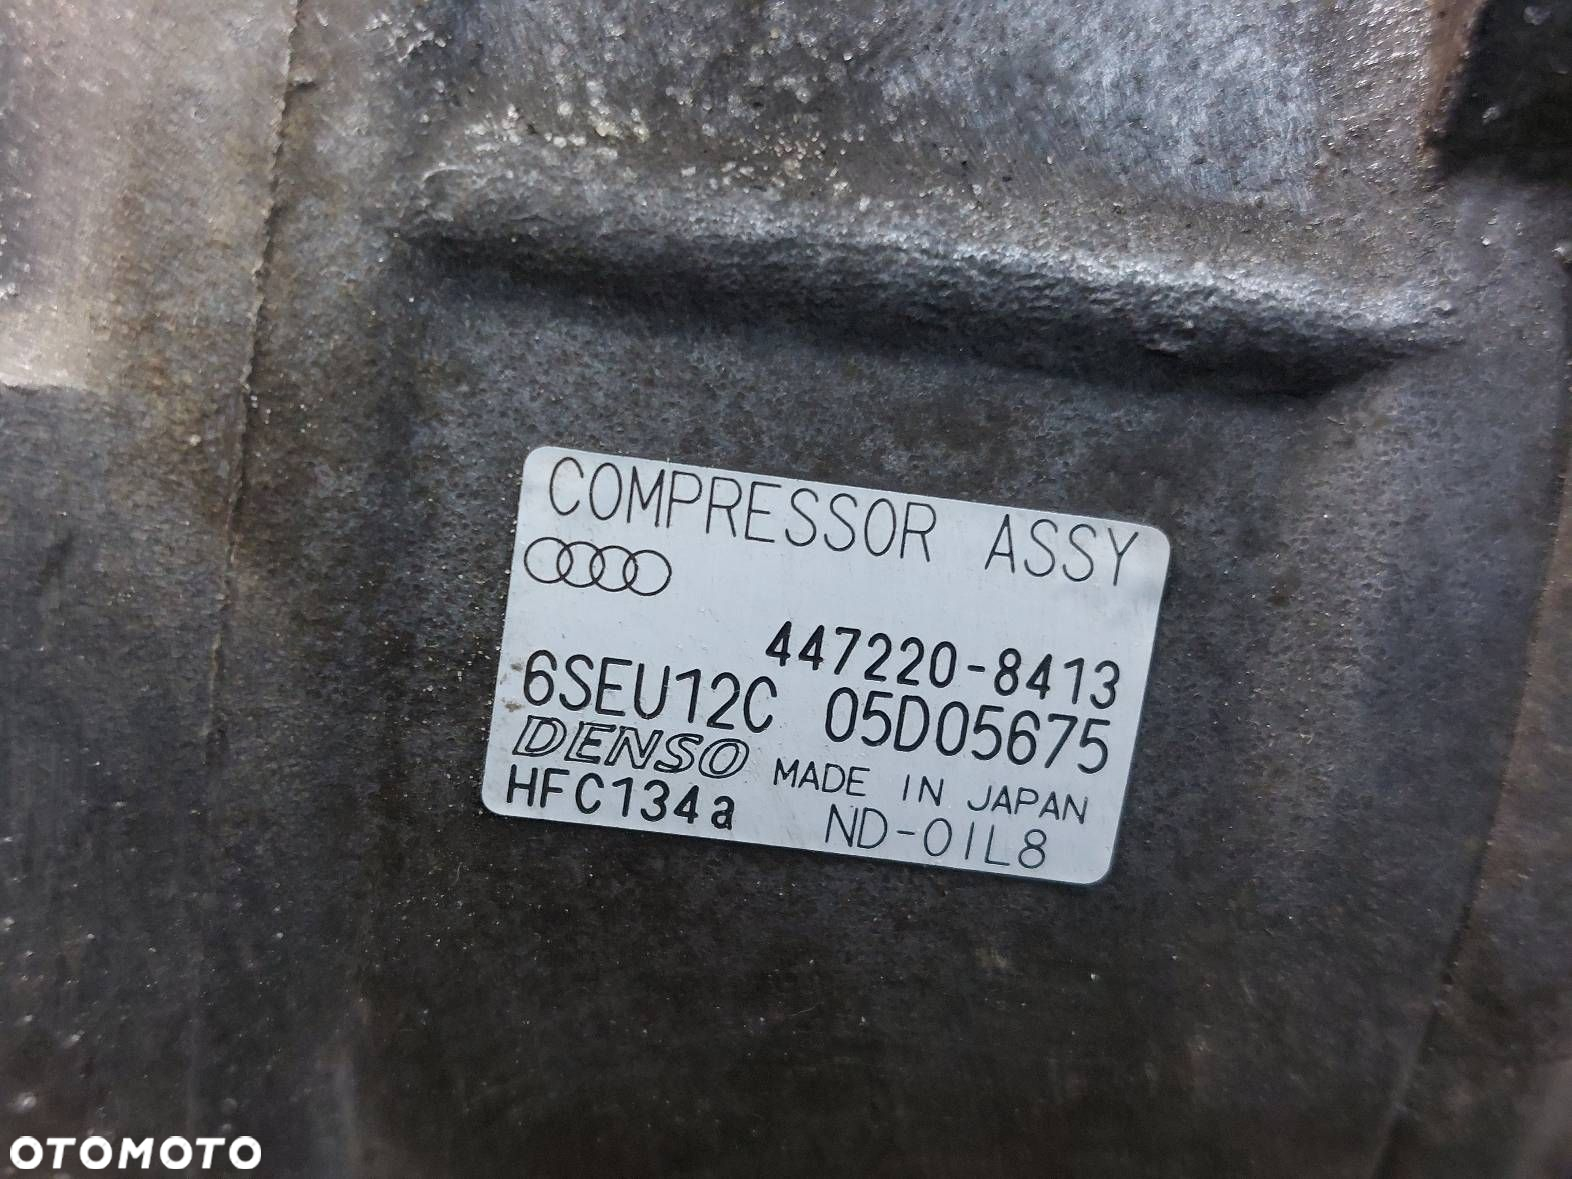 COMPRESSOR ASSY
447220-8413
6SEU12C 05D05675
DENSO MADE IN JAPAN
HFC134a ND-OIL8
OTOMOTO